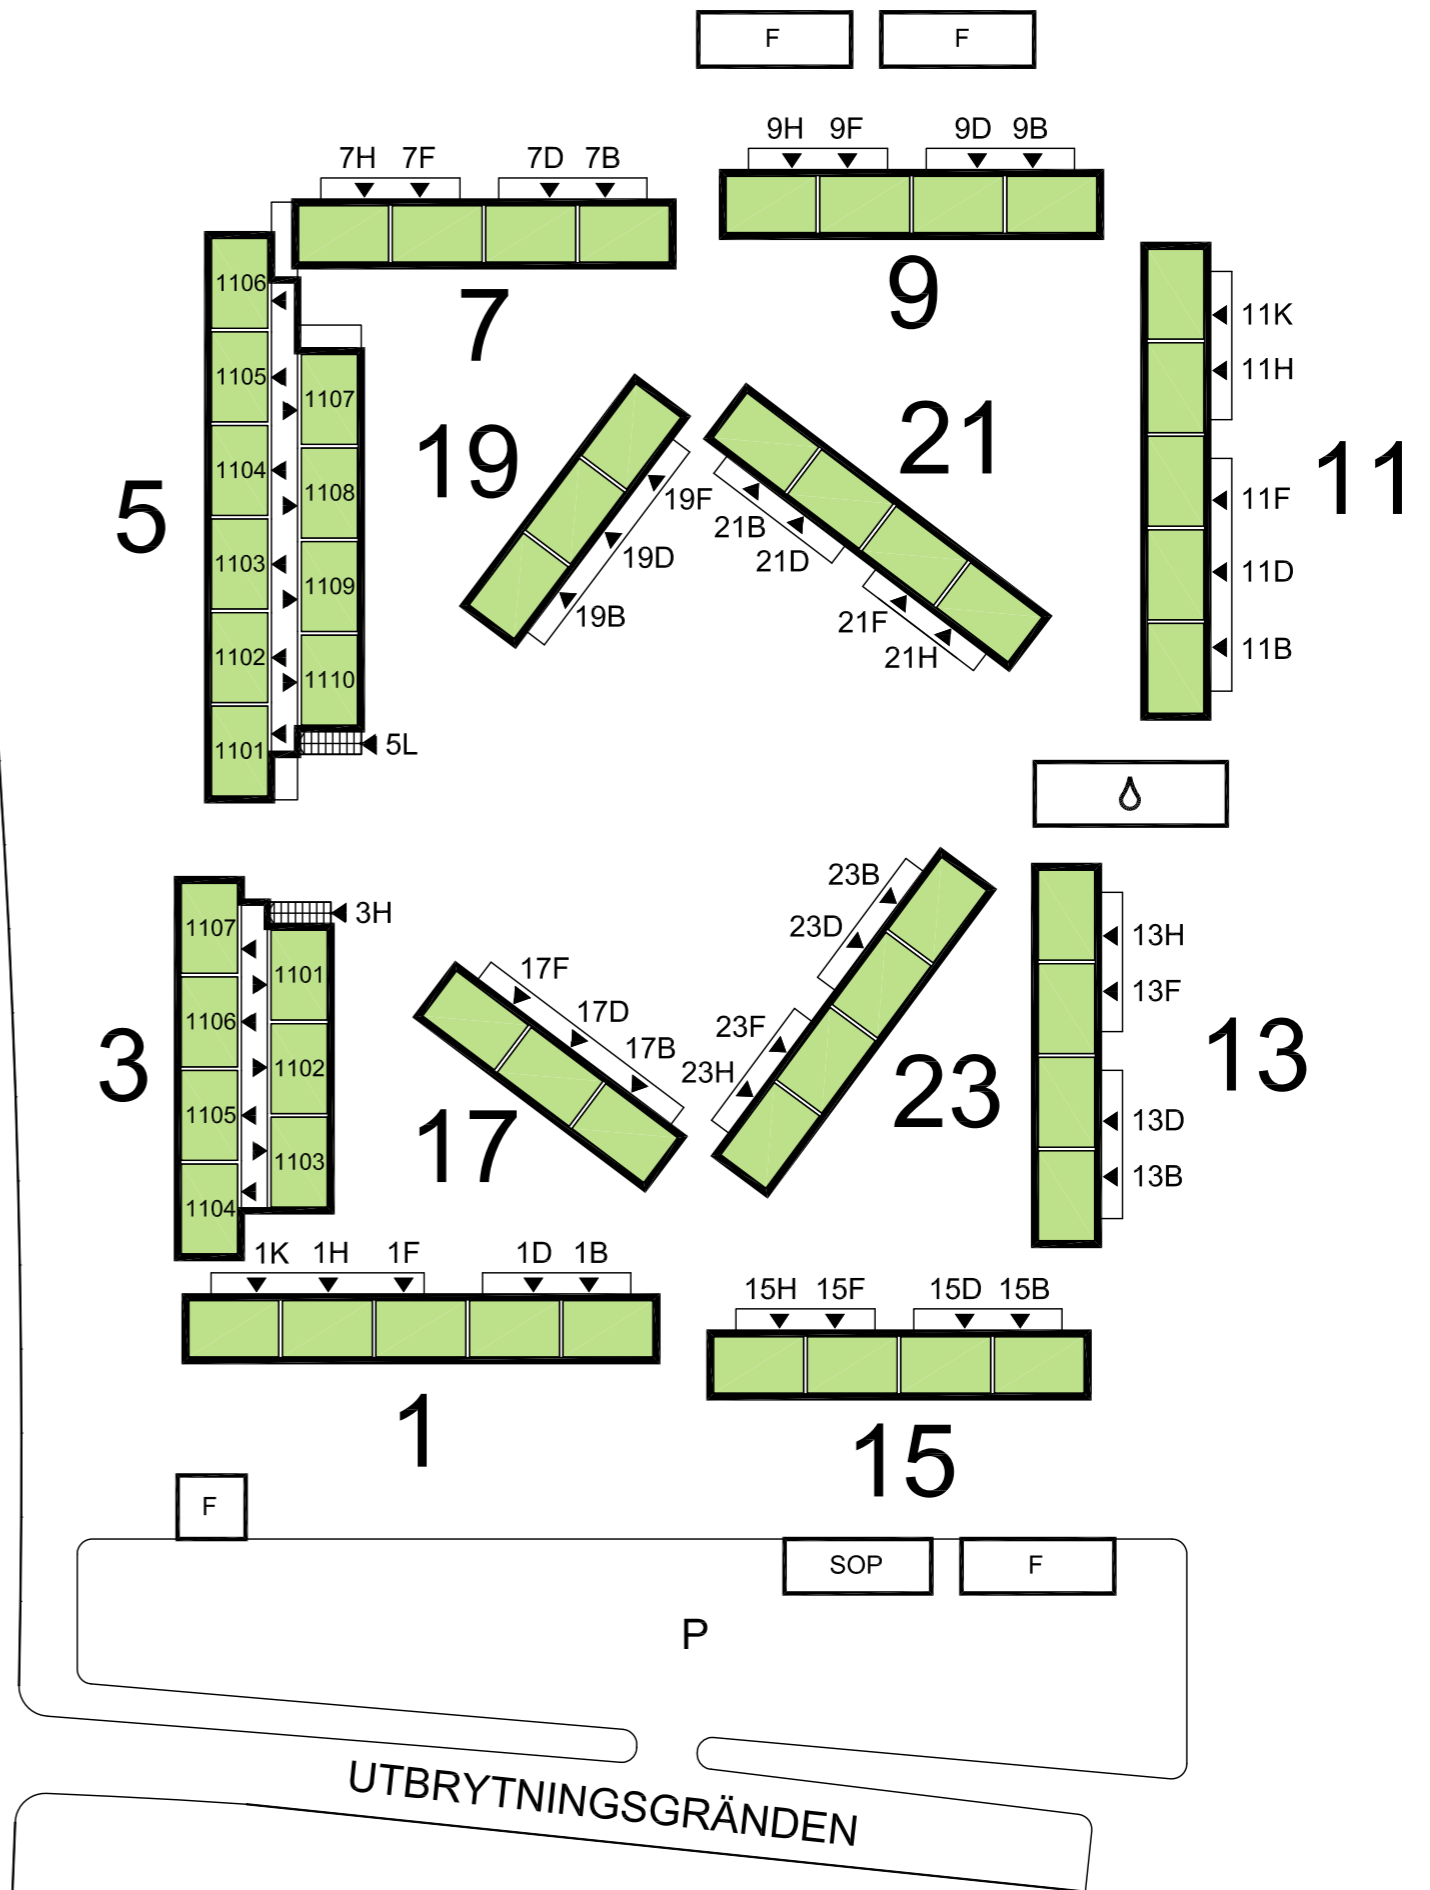 F F
9H 9F 9D 9B
7H 7F 7D 7B
9
7
11K
11H
11F
11D
11B
11
21
19
5
1106
1105
1104
1103
1102
1101
1107
1108
1109
1110
5L
19F
19D
19B
21B
21D
21F
21H
1107
1106
1105
1104
3H
1101
1102
1103
3
17F
17D
17B
17
23B
23D
23F
23H
23
13H
13F
13D
13B
13
1K 1H 1F 1D 1B
15H 15F 15D 15B
1
15
F
SOP F
P
UTBRYTNINGSGRÄNDEN